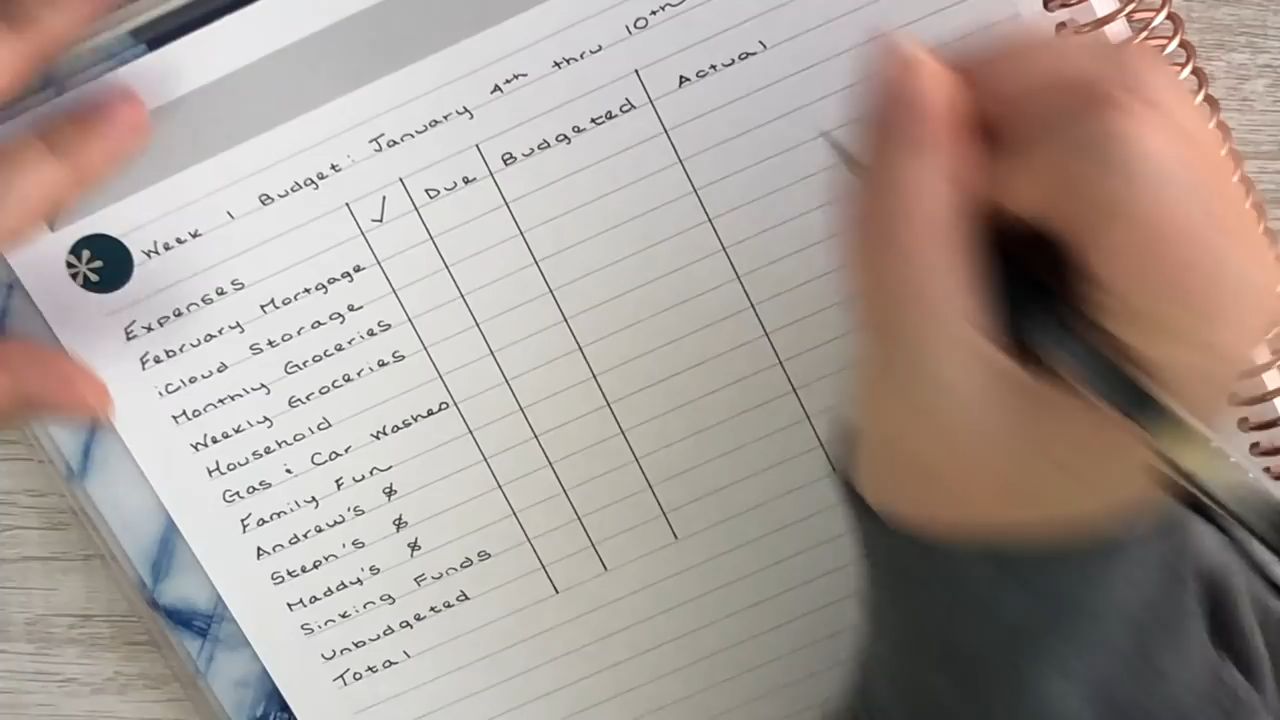 Week 1 Budget: January 4th thru 10th
Expenses ✓ Due Budgeted Actual
February Mortgage
iCloud Storage
Monthly Groceries
Weekly Groceries
Household
Gas & Car Washes
Family Fun
Andrew's $
Steph's $
Maddy's $
Sinking Funds
Unbudgeted
Total